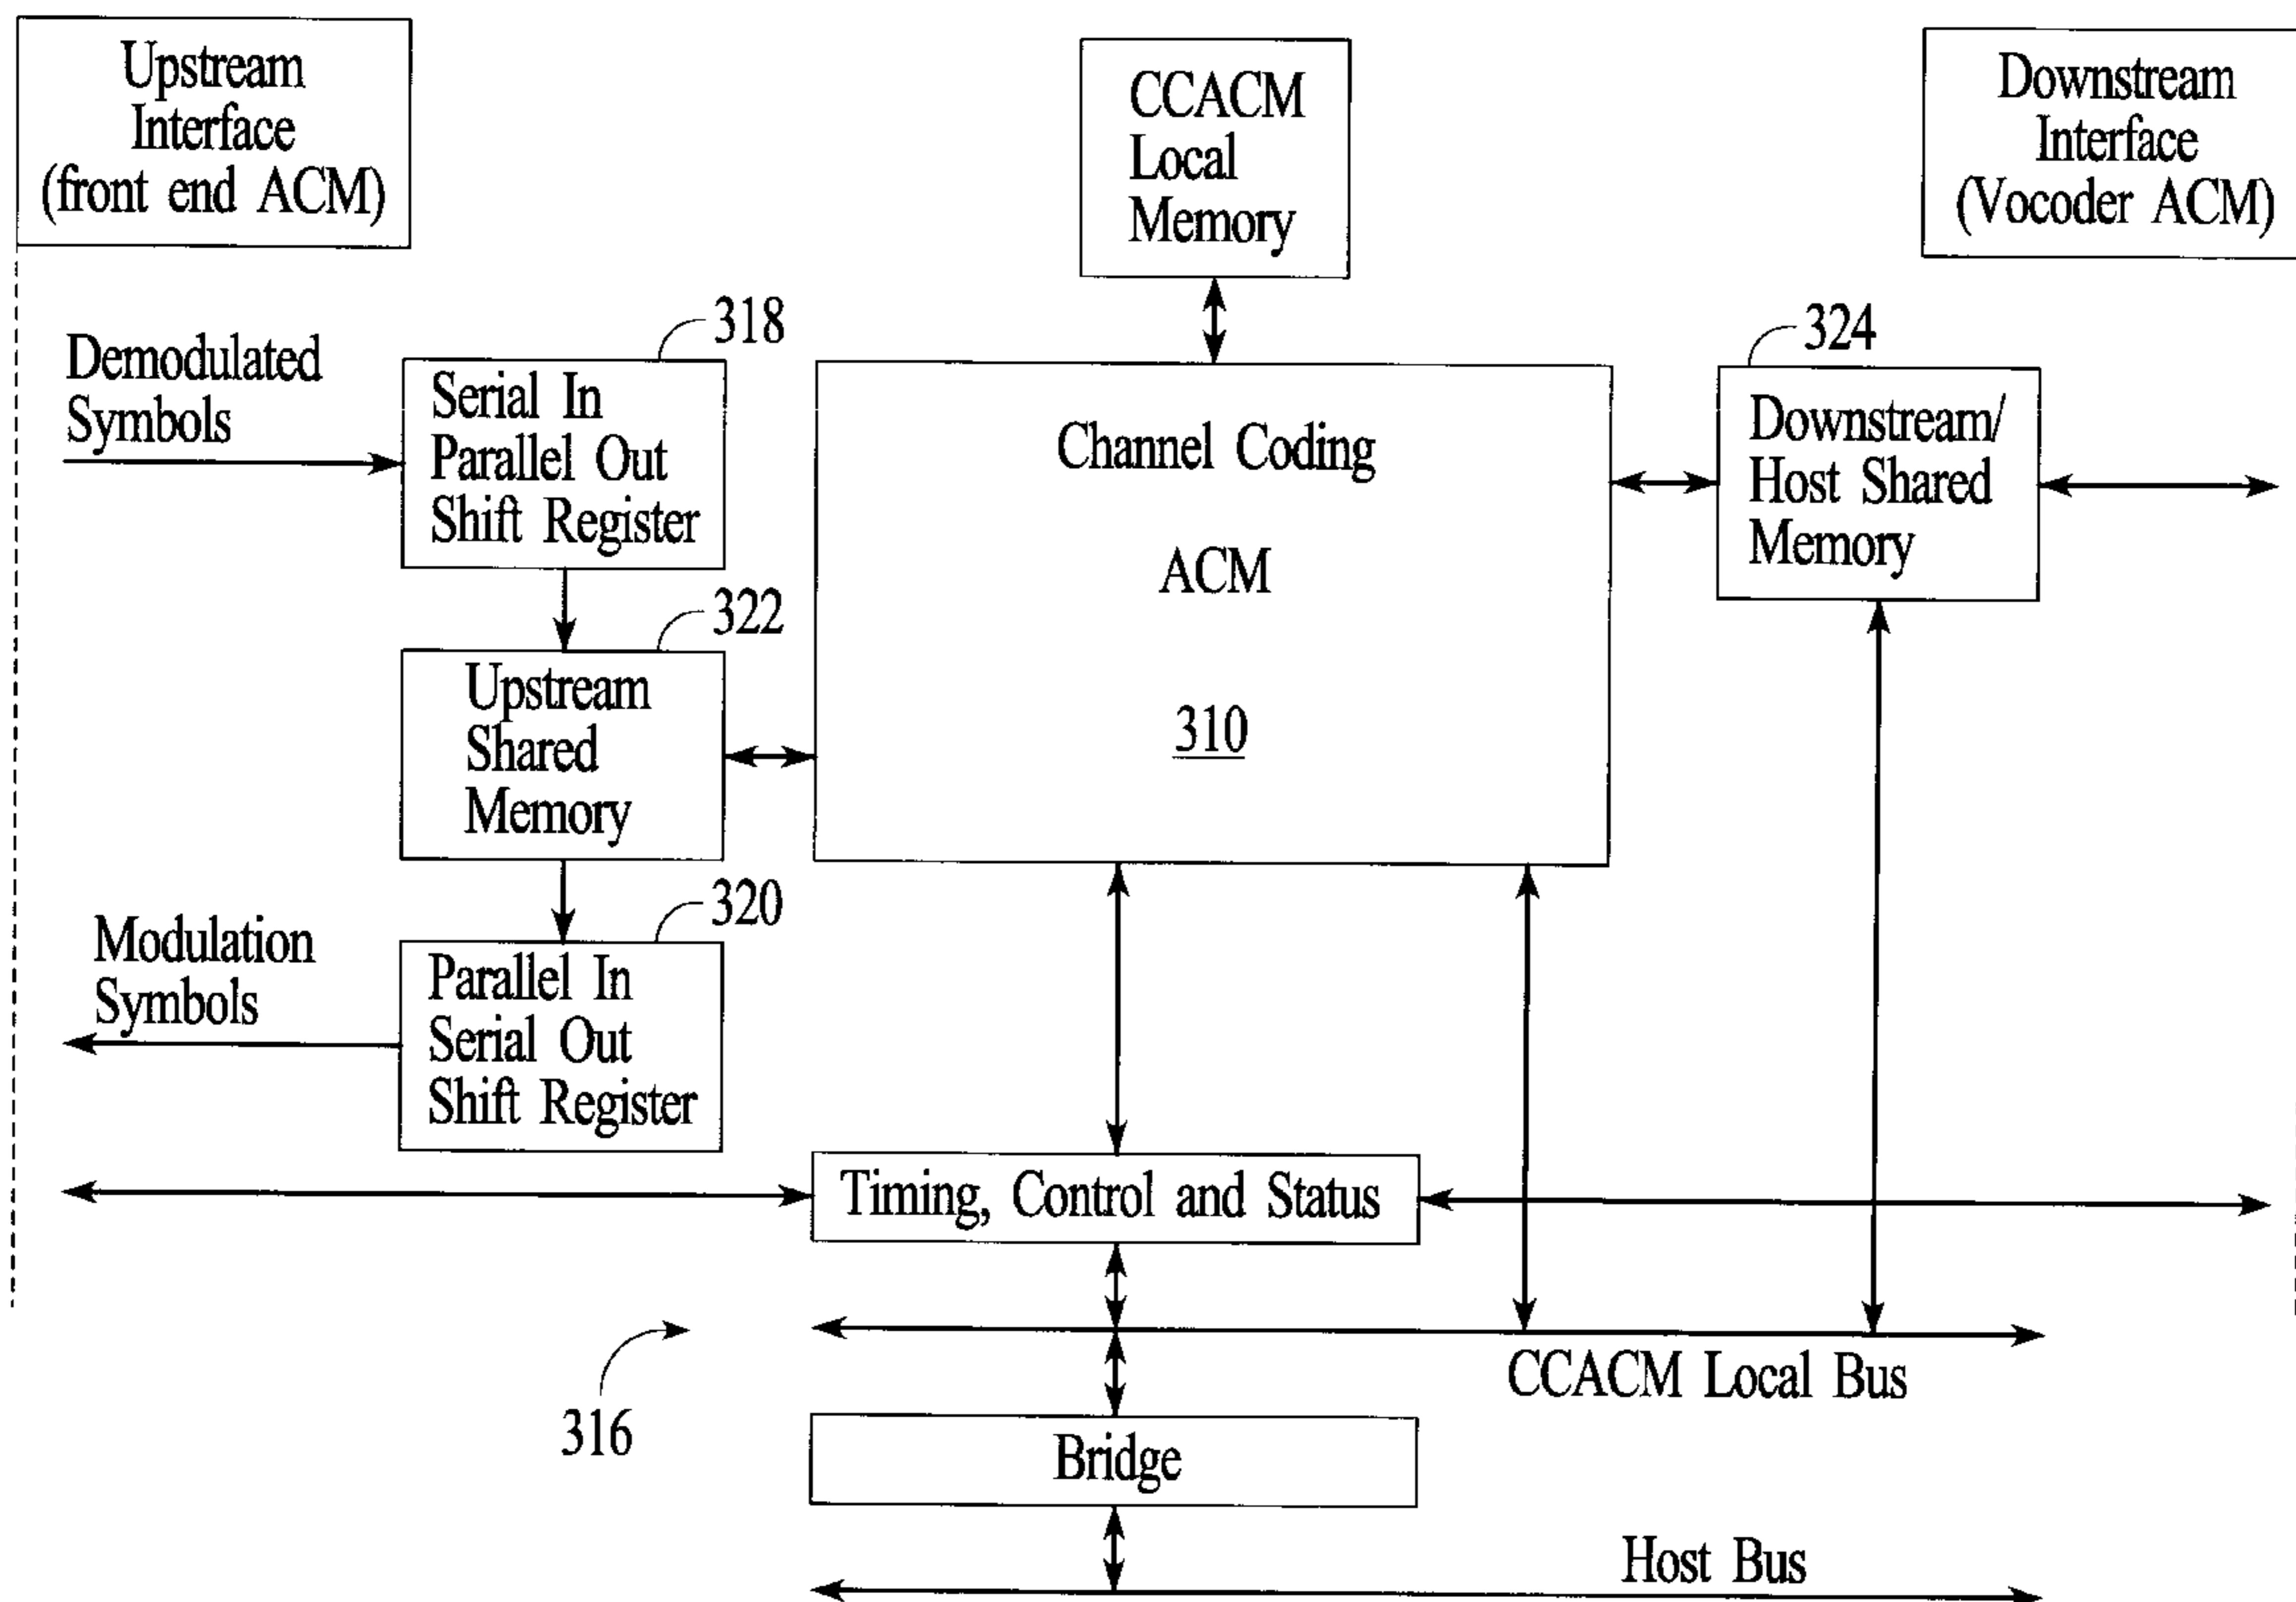 Upstream
Interface
(front end ACM)
CCACM
Local
Memory
Downstream
Interface
(Vocoder ACM)
318
324
Demodulated
Symbols
Serial In
Parallel Out
Shift Register
Channel Coding
ACM
310
Downstream/
Host Shared
Memory
322
Upstream
Shared
Memory
320
Modulation
Symbols
Parallel In
Serial Out
Shift Register
Timing, Control and Status
316
CCACM Local Bus
Bridge
Host Bus